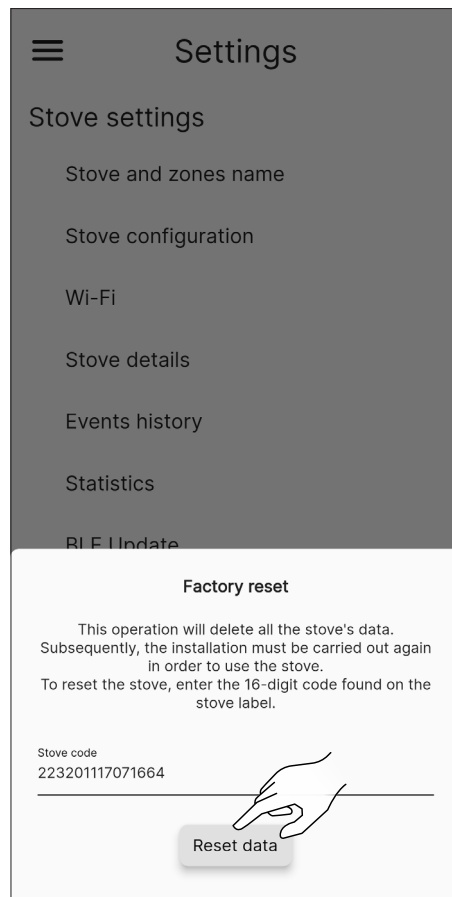 Settings
Stove settings
Stove and zones name
Stove configuration
Wi-Fi
Stove details
Events history
Statistics
BLE Update
Factory reset
This operation will delete all the stove's data.
Subsequently, the installation must be carried out again
in order to use the stove.
To reset the stove, enter the 16-digit code found on the
stove label.
Stove code
223201117071664
Reset data